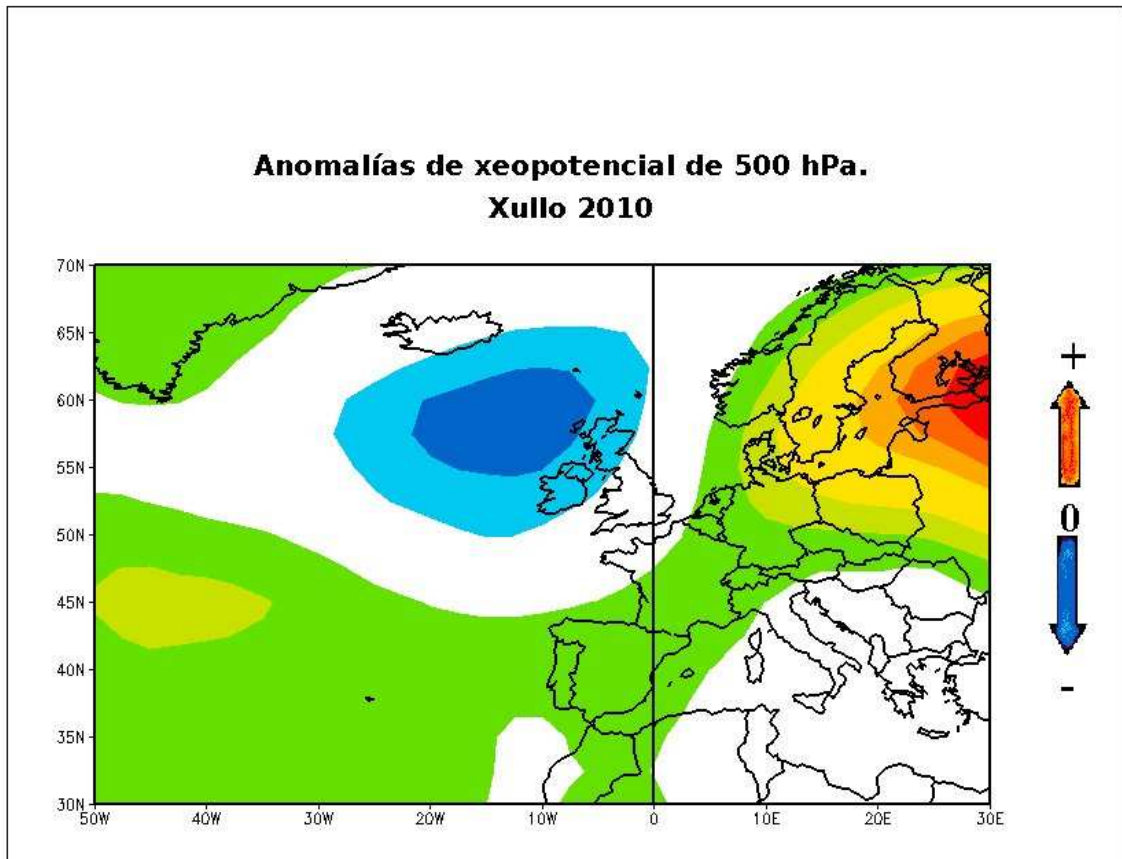 Anomalías de xeopotencial de 500 hPa.
Xullo 2010
70N
65N
60N
55N
50N
45N
40N
35N
30N
50W 40W 30W 20W 10W 0 10E 20E 30E
+
0
-